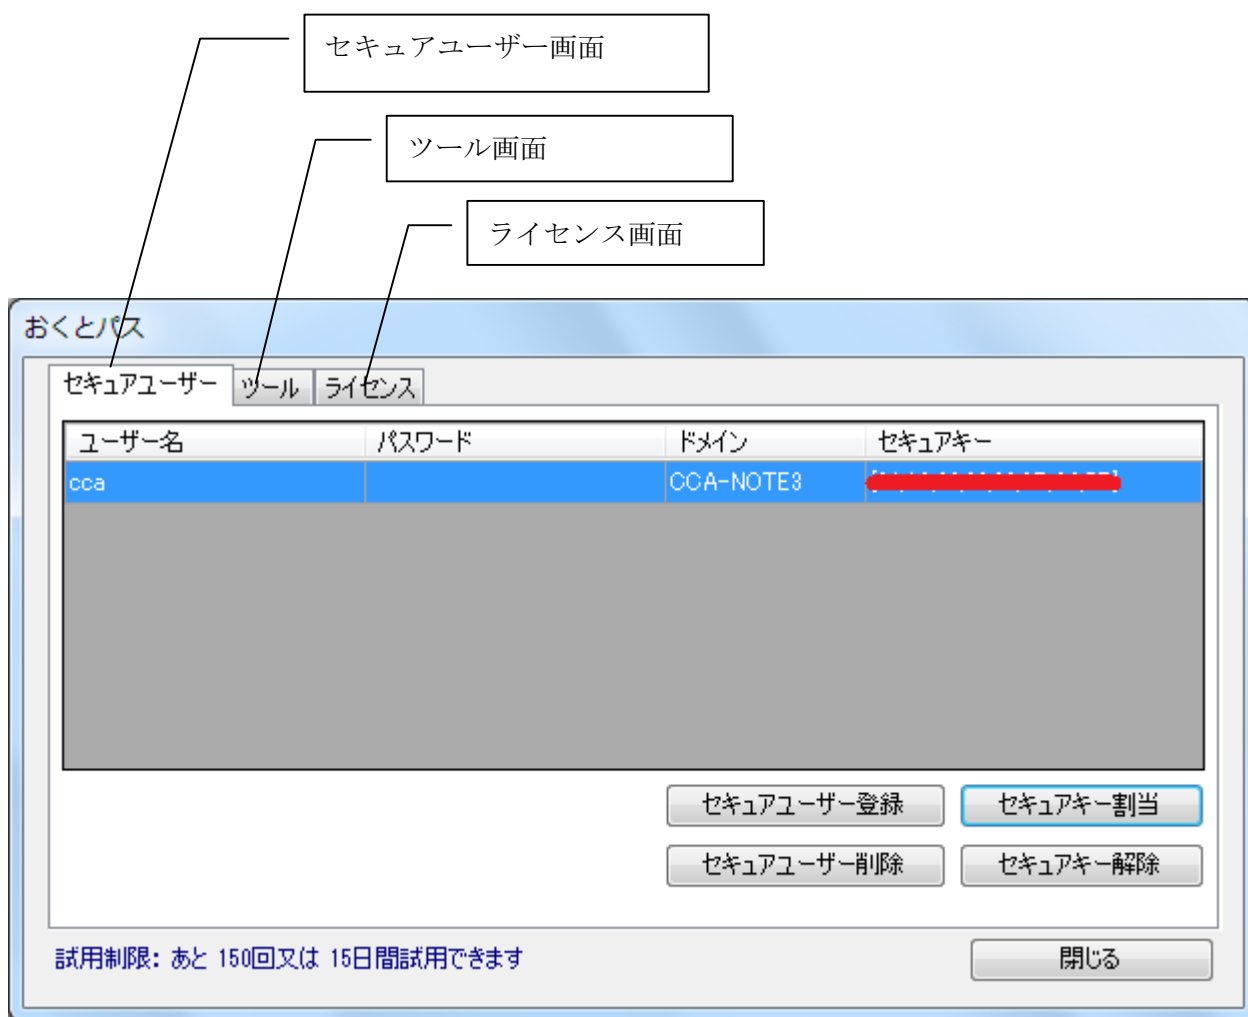 セキュアユーザー画面
ツール画面
ライセンス画面
おくとパス
セキュアユーザー ツール ライセンス
ユーザー名 パスワード ドメイン セキュアキー
cca CCA-NOTE3
セキュアユーザー登録 セキュアキー割当
セキュアユーザー削除 セキュアキー解除
試用制限: あと 150回又は 15日間試用できます 閉じる